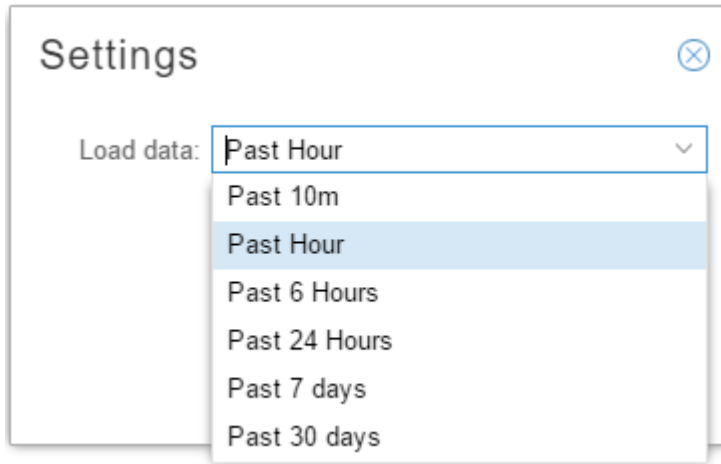 Settings
Load data: Past Hour
Past 10m
Past Hour
Past 6 Hours
Past 24 Hours
Past 7 days
Past 30 days